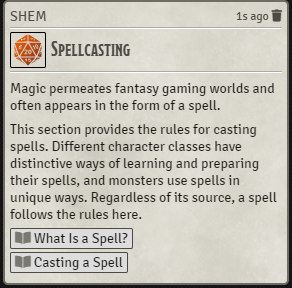 SHEM
1s ago
Spellcasting
Magic permeates fantasy gaming worlds and
often appears in the form of a spell.
This section provides the rules for casting
spells. Different character classes have
distinctive ways of learning and preparing
their spells, and monsters use spells in
unique ways. Regardless of its source, a spell
follows the rules here.
What Is a Spell?
Casting a Spell